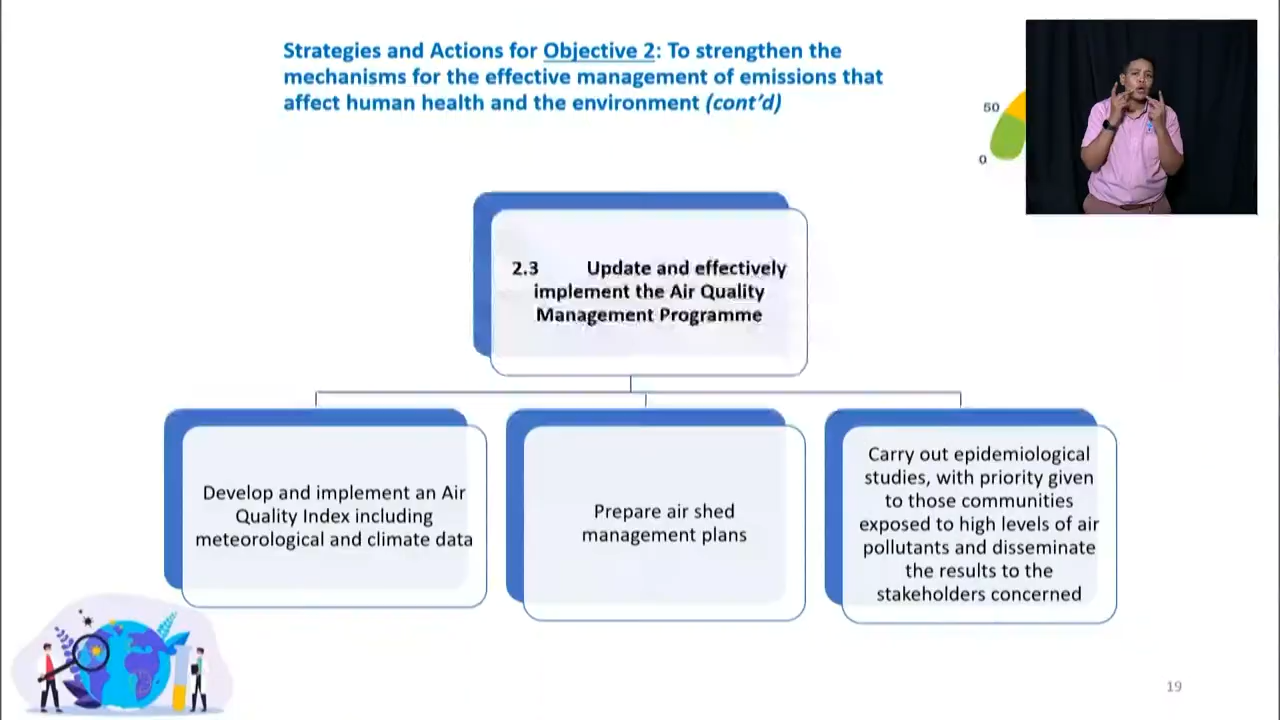 Strategies and Actions for Objective 2: To strengthen the
mechanisms for the effective management of emissions that
affect human health and the environment (cont'd)
50
0
2.3 Update and effectively
implement the Air Quality
Management Programme
Develop and implement an Air
Quality Index including
meteorological and climate data
Prepare air shed
management plans
Carry out epidemiological
studies, with priority given
to those communities
exposed to high levels of air
pollutants and disseminate
the results to the
stakeholders concerned
19